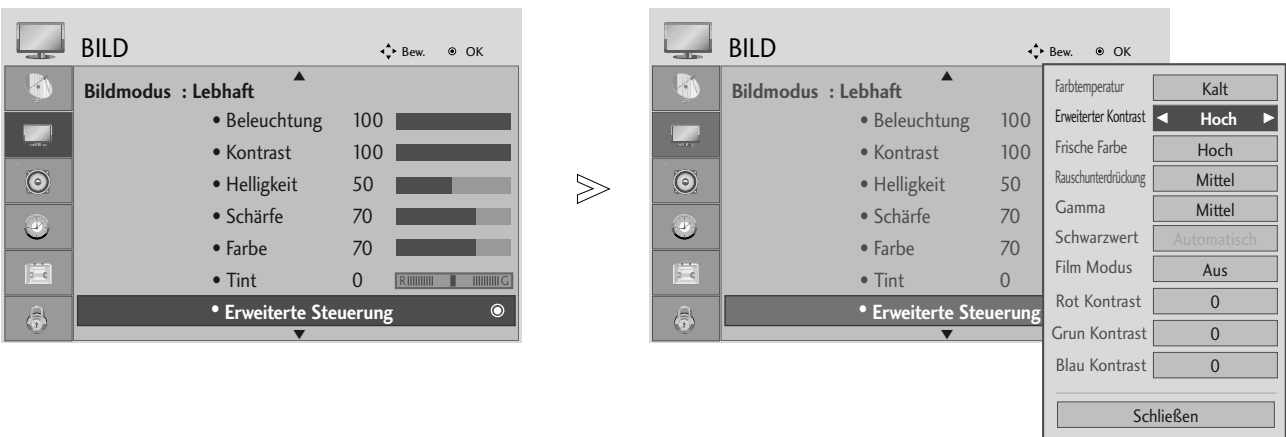 BILD
Bew. OK
Bildmodus : Lebhaft
• Beleuchtung 100
• Kontrast 100
• Helligkeit 50
• Schärfe 70
• Farbe 70
• Tint 0 R G
• Erweiterte Steuerung
BILD
Bew. OK
Bildmodus : Lebhaft
• Beleuchtung 100
• Kontrast 100
• Helligkeit 50
• Schärfe 70
• Farbe 70
• Tint 0
• Erweiterte Steuerung
Farbtemperatur Kalt
Erweiterter Kontrast Hoch
Frische Farbe Hoch
Rauschunterdrückung Mittel
Gamma Mittel
Schwarzwert Automatisch
Film Modus Aus
Rot Kontrast 0
Grun Kontrast 0
Blau Kontrast 0
Schließen